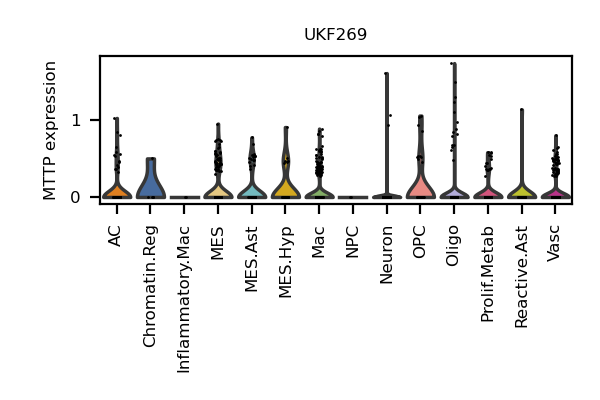 UKF269
MTTP expression
1
0
AC
Chromatin.Reg
Inflammatory.Mac
MES
MES.Ast
MES.Hyp
Mac
NPC
Neuron
OPC
Oligo
Prolif.Metab
Reactive.Ast
Vasc